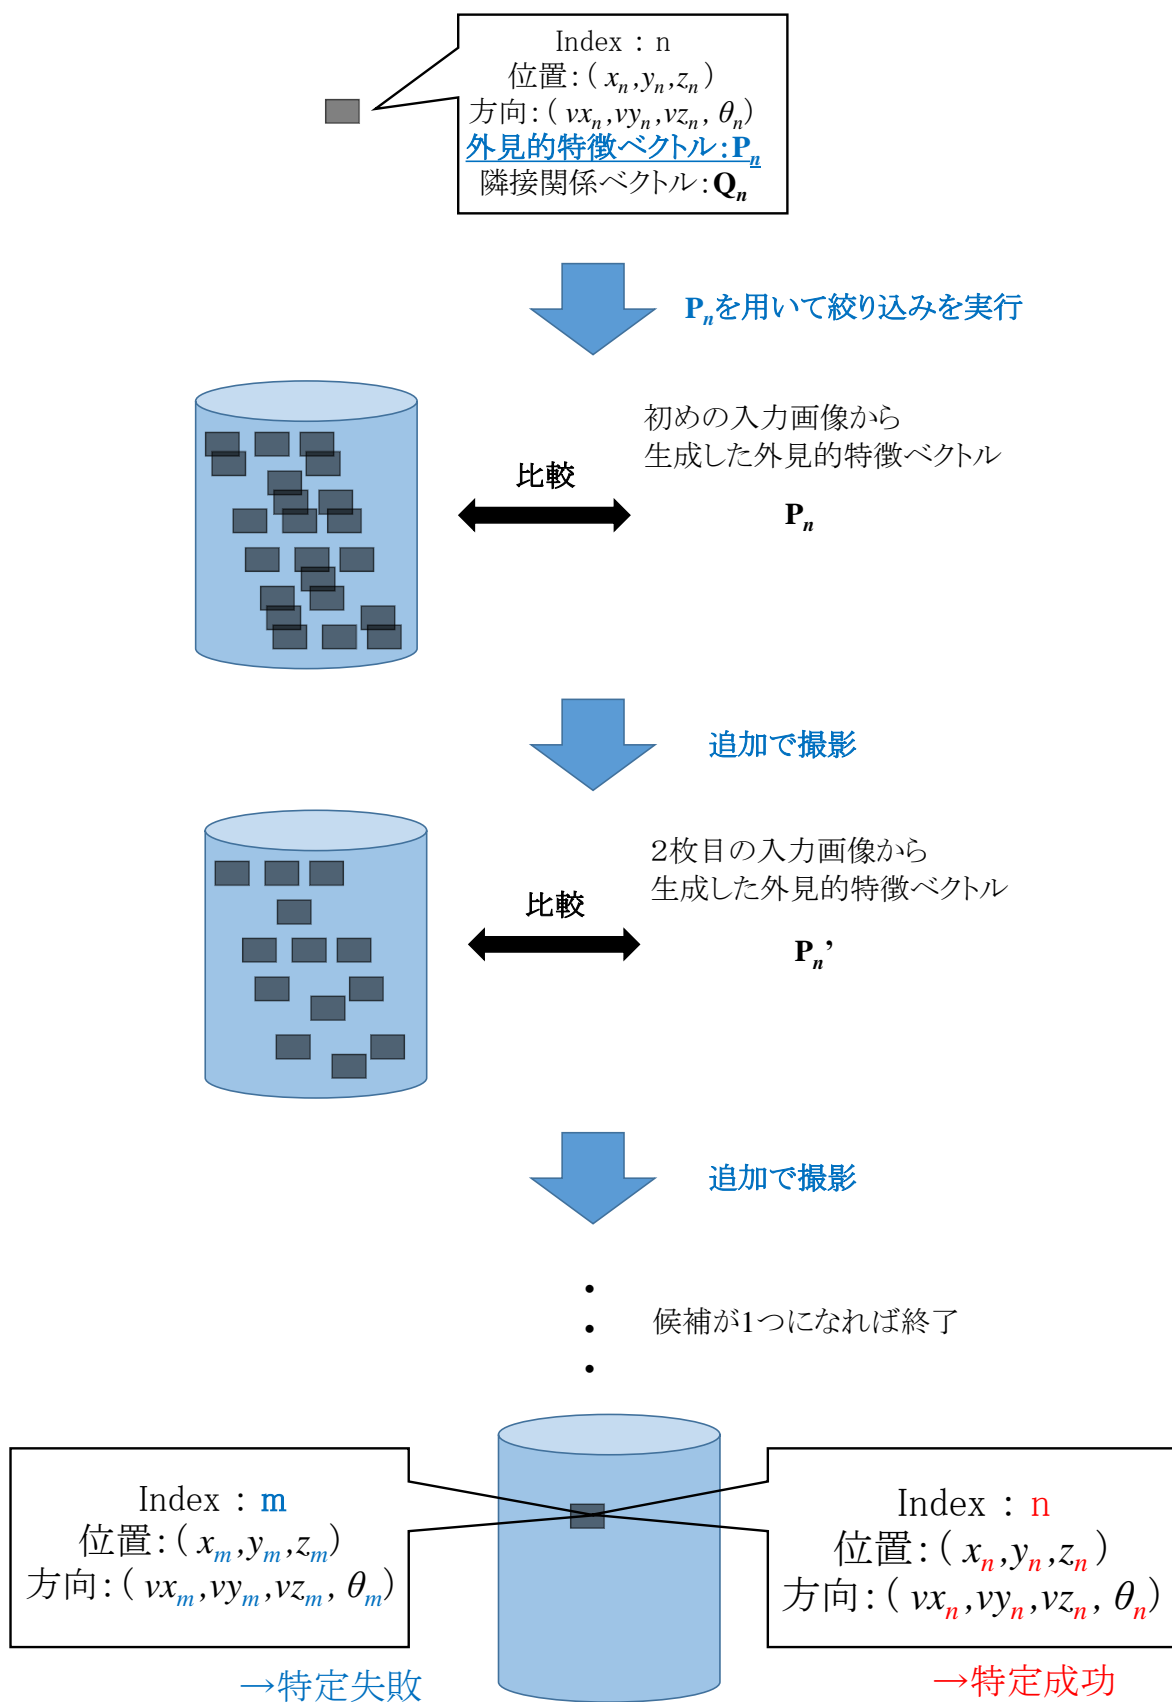 Index : n
位置:( xn,yn,zn)
方向:( vxn,vyn,vzn, θn)
外見的特徴ベクトル:Pn
隣接関係ベクトル:Qn
Pnを用いて絞り込みを実行
初めの入力画像から
生成した外見的特徴ベクトル
比較
Pn
追加で撮影
2枚目の入力画像から
生成した外見的特徴ベクトル
比較
Pn’
追加で撮影
候補が1つになれば終了
Index : m
位置:( xm,ym,zm)
方向:( vxm,vym,vzm, θm)
→特定失敗
Index : n
位置:( xn,yn,zn)
方向:( vxn,vyn,vzn, θn)
→特定成功